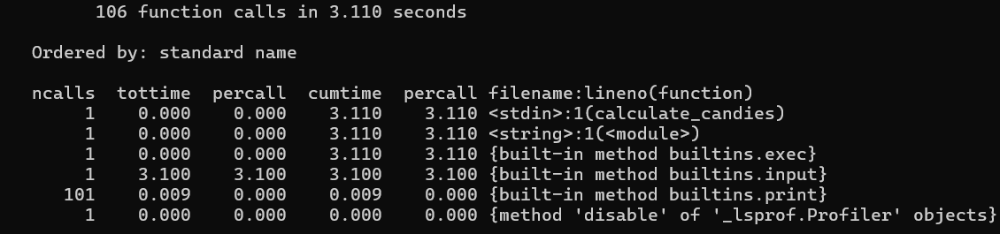 106 function calls in 3.110 seconds
Ordered by: standard name
ncalls tottime percall cumtime percall filename:lineno(function)
1 0.000 0.000 3.110 3.110 <stdin>:1(calculate_candies)
1 0.000 0.000 3.110 3.110 <string>:1(<module>)
1 0.000 0.000 3.110 3.110 {built-in method builtins.exec}
1 3.100 3.100 3.100 3.100 {built-in method builtins.input}
101 0.009 0.000 0.009 0.000 {built-in method builtins.print}
1 0.000 0.000 0.000 0.000 {method 'disable' of '_lsprof.Profiler' objects}